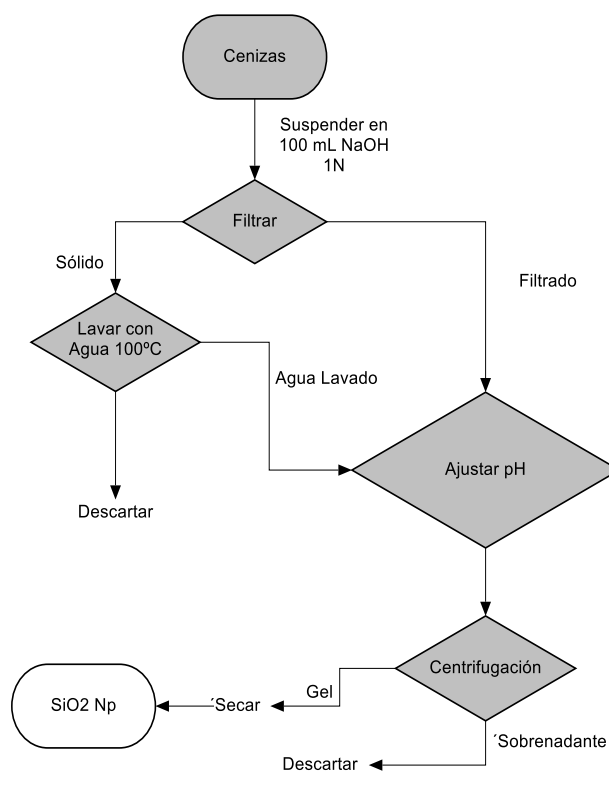 Cenizas
Suspender en
100 mL NaOH
1N
Filtrar
Sólido
Filtrado
Lavar con
Agua 100ºC
Agua Lavado
Ajustar pH
Descartar
Centrifugación
Gel
SiO2 Np
´Secar
´Sobrenadante
Descartar